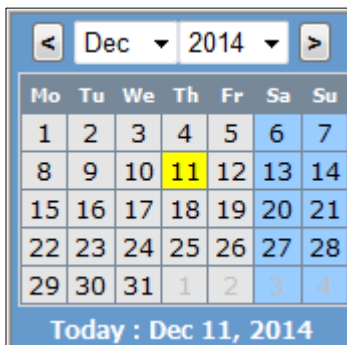 < Dec 2014 >
Mo Tu We Th Fr Sa Su
1 2 3 4 5 6 7
8 9 10 11 12 13 14
15 16 17 18 19 20 21
22 23 24 25 26 27 28
29 30 31 1 2 3 4
Today : Dec 11, 2014